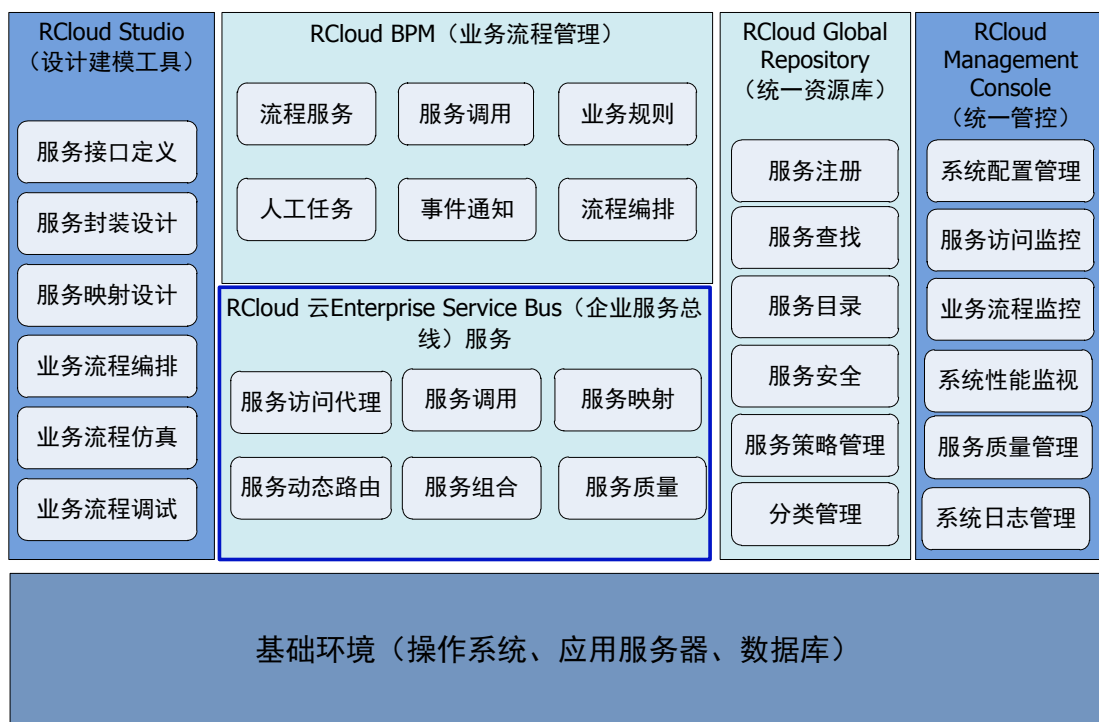 RCloud Studio
（设计建模工具）
服务接口定义
服务封装设计
服务映射设计
业务流程编排
业务流程仿真
业务流程调试
RCloud BPM（业务流程管理）
流程服务
服务调用
业务规则
人工任务
事件通知
流程编排
RCloud 云Enterprise Service Bus（企业服务总
线）服务
服务访问代理
服务调用
服务映射
服务动态路由
服务组合
服务质量
RCloud Global
Repository
（统一资源库）
服务注册
服务查找
服务目录
服务安全
服务策略管理
分类管理
RCloud
Management
Console
（统一管控）
系统配置管理
服务访问监控
业务流程监控
系统性能监视
服务质量管理
系统日志管理
基础环境（操作系统、应用服务器、数据库）